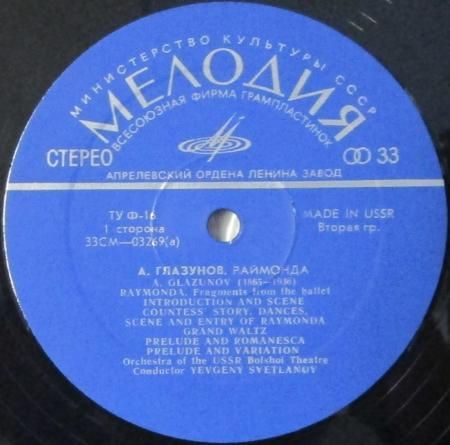 МИНИСТЕРСТВО КУЛЬТУРЫ СССР
МЕЛОДИЯ
ВСЕСОЮЗНАЯ ФИРМА ГРАМПЛАСТИНОК
СТЕРЕО
33
АПРЕЛЕВСКИЙ ОРДЕНА ЛЕНИНА ЗАВОД
ТУ Ф-16
MADE IN USSR
1 сторона
Вторая гр.
33СМ—03269(а)
А. ГЛАЗУНОВ. РАЙМОНДА
A. GLAZUNOV (1865—1936)
RAYMONDA, Fragments from the ballet
INTRODUCTION AND SCENE
COUNTESS' STORY, DANCES,
SCENE AND ENTRY OF RAYMONDA
GRAND WALTZ
PRELUDE AND ROMANESCA
PRELUDE AND VARIATION
Orchestra of the USSR Bolshoi Theatre
Conductor YEVGENY SVETLANOV